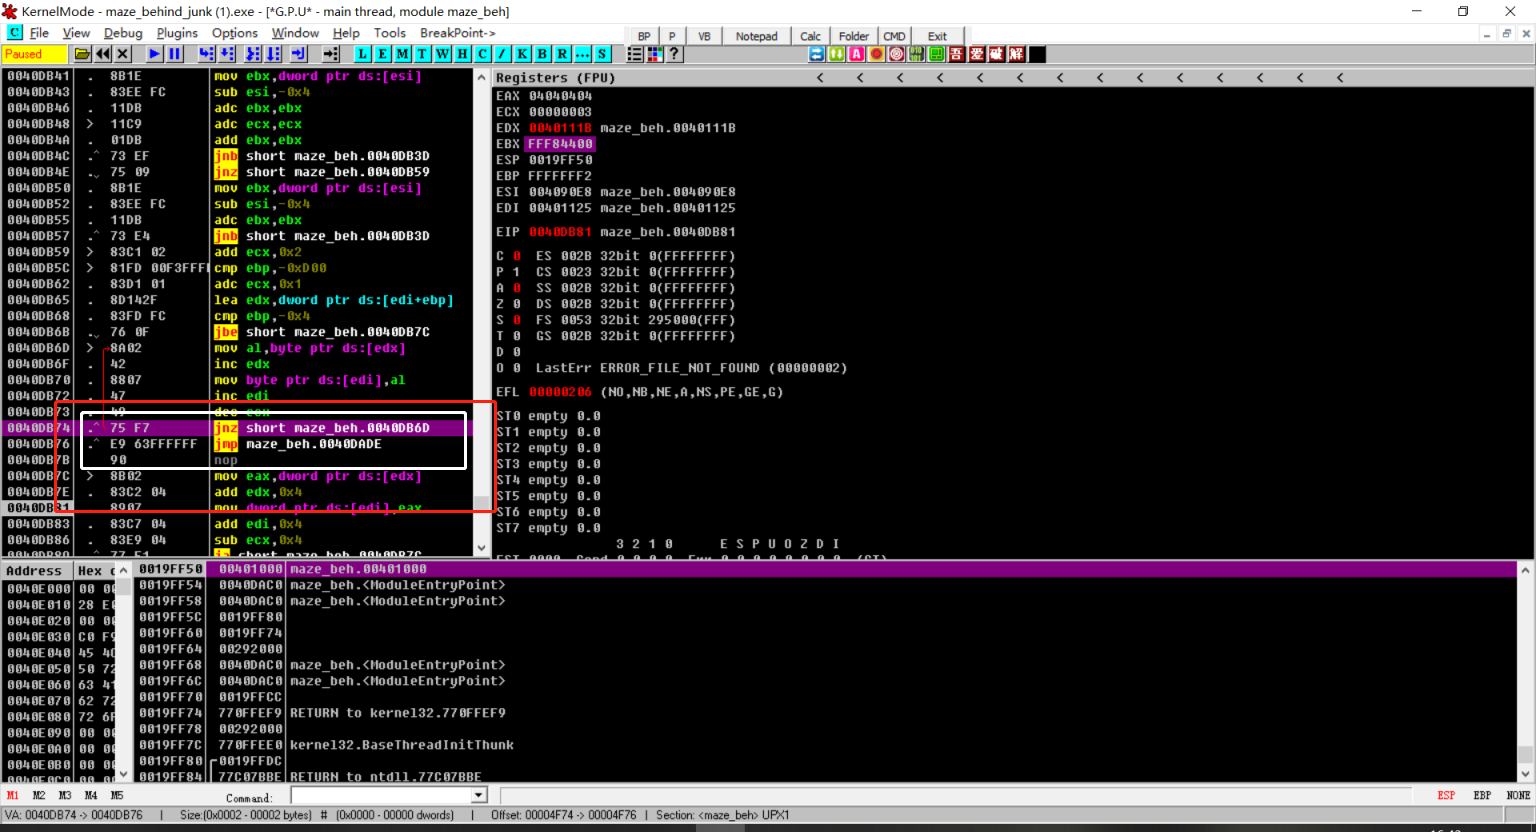 KernelMode - maze_behind_junk (1).exe - [*G.P.U* - main thread, module maze_beh]
C File View Debug Plugins Options Window Help Tools BreakPoint-> BP P VB Notepad Calc Folder CMD Exit
Paused L E M T W H C / K B R ... S ? A 吾 爱 破 解
0040DB41 . 8B1E mov ebx,dword ptr ds:[esi]
0040DB43 . 83EE FC sub esi,-0x4
0040DB46 . 11DB adc ebx,ebx
0040DB48 > 11C9 adc ecx,ecx
0040DB4A . 01DB add ebx,ebx
0040DB4C .^ 73 EF jnb short maze_beh.0040DB3D
0040DB4E .v 75 09 jnz short maze_beh.0040DB59
0040DB50 . 8B1E mov ebx,dword ptr ds:[esi]
0040DB52 . 83EE FC sub esi,-0x4
0040DB55 . 11DB adc ebx,ebx
0040DB57 .^ 73 E4 jnb short maze_beh.0040DB3D
0040DB59 > 83C1 02 add ecx,0x2
0040DB5C > 81FD 00F3FFFF cmp ebp,-0xD00
0040DB62 . 83D1 01 adc ecx,0x1
0040DB65 . 8D142F lea edx,dword ptr ds:[edi+ebp]
0040DB68 . 83FD FC cmp ebp,-0x4
0040DB6B .v 76 0F jbe short maze_beh.0040DB7C
0040DB6D > 8A02 mov al,byte ptr ds:[edx]
0040DB6F . 42 inc edx
0040DB70 . 8807 mov byte ptr ds:[edi],al
0040DB72 . 47 inc edi
0040DB73 . 49 dec ecx
0040DB74 .^ 75 F7 jnz short maze_beh.0040DB6D
0040DB76 .^ E9 63FFFFFF jmp maze_beh.0040DADE
0040DB7B 90 nop
0040DB7C > 8B02 mov eax,dword ptr ds:[edx]
0040DB7E . 83C2 04 add edx,0x4
0040DB81 . 8907 mov dword ptr ds:[edi],eax
0040DB83 . 83C7 04 add edi,0x4
0040DB86 . 83E9 04 sub ecx,0x4
0040DB89 .^ 77 F1 ja short maze_beh.0040DB7C
Registers (FPU) < < < < < < < < < < < < < <
EAX 04040404
ECX 00000003
EDX 0040111B maze_beh.0040111B
EBX FFF84400
ESP 0019FF50
EBP FFFFFFF2
ESI 004090E8 maze_beh.004090E8
EDI 00401125 maze_beh.00401125
EIP 0040DB81 maze_beh.0040DB81
C 0 ES 002B 32bit 0(FFFFFFFF)
P 1 CS 0023 32bit 0(FFFFFFFF)
A 0 SS 002B 32bit 0(FFFFFFFF)
Z 0 DS 002B 32bit 0(FFFFFFFF)
S 0 FS 0053 32bit 295000(FFF)
T 0 GS 002B 32bit 0(FFFFFFFF)
D 0
O 0 LastErr ERROR_FILE_NOT_FOUND (00000002)
EFL 00000206 (NO,NB,NE,A,NS,PE,GE,G)
ST0 empty 0.0
ST1 empty 0.0
ST2 empty 0.0
ST3 empty 0.0
ST4 empty 0.0
ST5 empty 0.0
ST6 empty 0.0
ST7 empty 0.0
3 2 1 0 E S P U O Z D I
Address Hex
0040E000 00 00
0040E010 28 E0
0040E020 00 00
0040E030 C0 F9
0040E040 45 4C
0040E050 50 72
0040E060 63 41
0040E070 62 72
0040E080 72 6F
0040E090 00 00
0040E0A0 00 00
0040E0B0 00 00
0040E0C0 00 00
0019FF50 00401000 maze_beh.00401000
0019FF54 0040DAC0 maze_beh.<ModuleEntryPoint>
0019FF58 0040DAC0 maze_beh.<ModuleEntryPoint>
0019FF5C 0019FF80
0019FF60 0019FF74
0019FF64 00292000
0019FF68 0040DAC0 maze_beh.<ModuleEntryPoint>
0019FF6C 0040DAC0 maze_beh.<ModuleEntryPoint>
0019FF70 0019FFCC
0019FF74 770FFEF9 RETURN to kernel32.770FFEF9
0019FF78 00292000
0019FF7C 770FFEE0 kernel32.BaseThreadInitThunk
0019FF80 0019FFDC
0019FF84 77C07BBE RETURN to ntdll.77C07BBE
M1 M2 M3 M4 M5 Command: ESP EBP NONE
VA: 0040DB74 -> 0040DB76 | Size:(0x0002 - 00002 bytes) # (0x0000 - 00000 dwords) | Offset: 00004F74 -> 00004F76 | Section: <maze_beh> UPX1